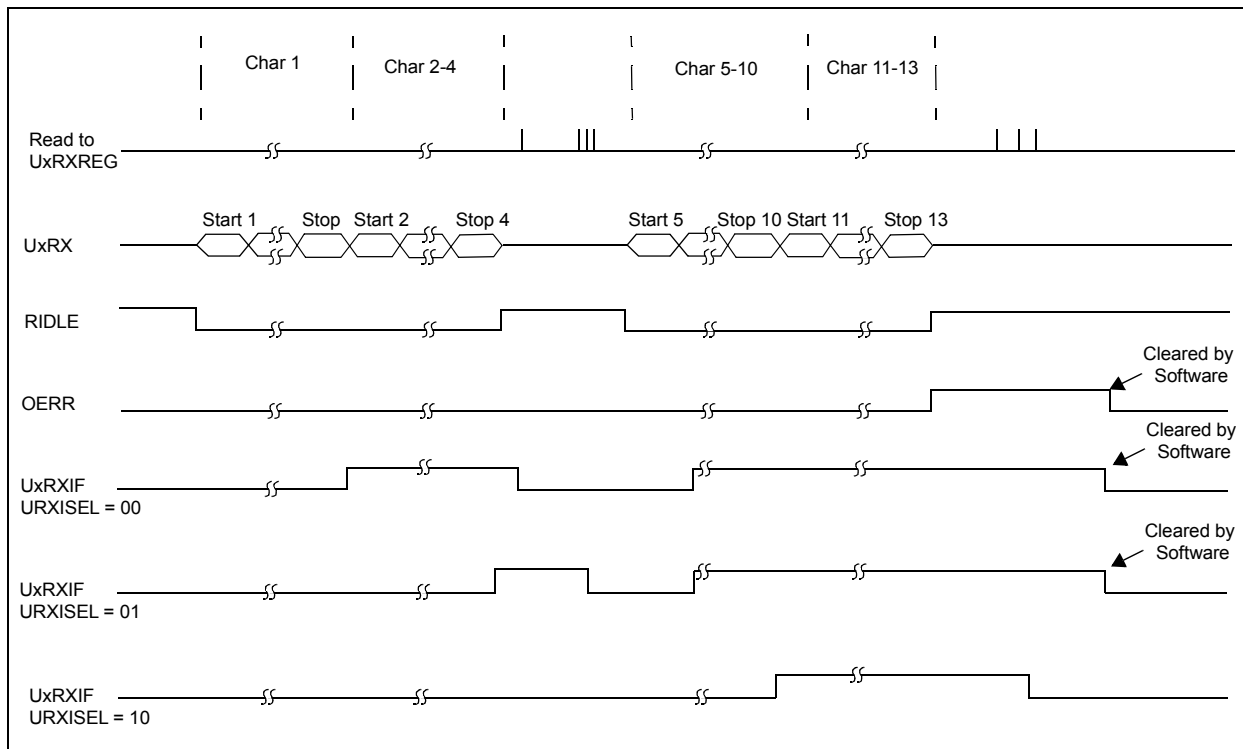 Char 1
Char 2-4
Char 5-10
Char 11-13
Read to
UxRXREG
Start 1
Stop
Start 2
Stop 4
Start 5
Stop 10
Start 11
Stop 13
UxRX
RIDLE
Cleared by
Software
OERR
Cleared by
Software
UxRXIF
URXISEL = 00
Cleared by
Software
UxRXIF
URXISEL = 01
UxRXIF
URXISEL = 10